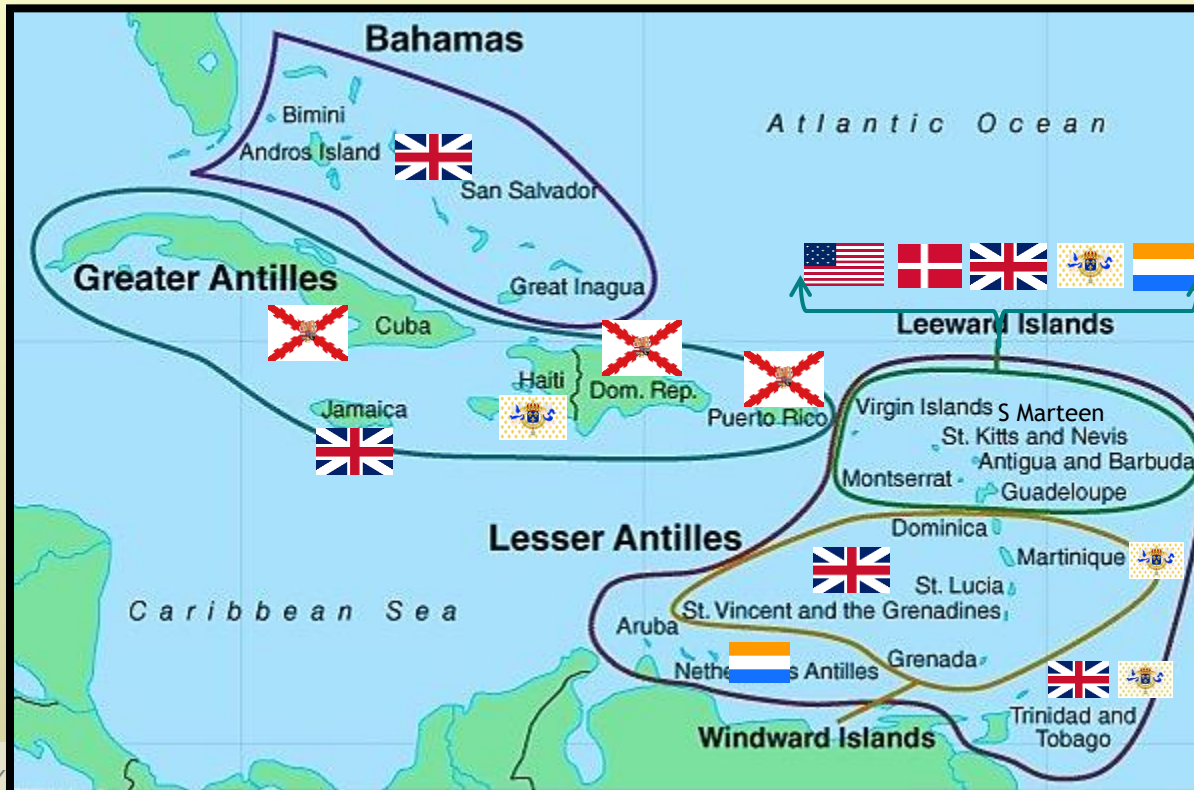 Bahamas
Bimini
Andros Island
San Salvador
Great Inagua
Atlantic Ocean
Greater Antilles
Cuba
Haiti
Dom. Rep.
Jamaica
Puerto Rico
Leeward Islands
Virgin Islands
S Marteen
St. Kitts and Nevis
Antigua and Barbuda
Montserrat
Guadeloupe
Lesser Antilles
Dominica
Martinique
St. Lucia
St. Vincent and the Grenadines
Caribbean Sea
Aruba
Antilles
Grenada
Trinidad and
Tobago
Windward Islands